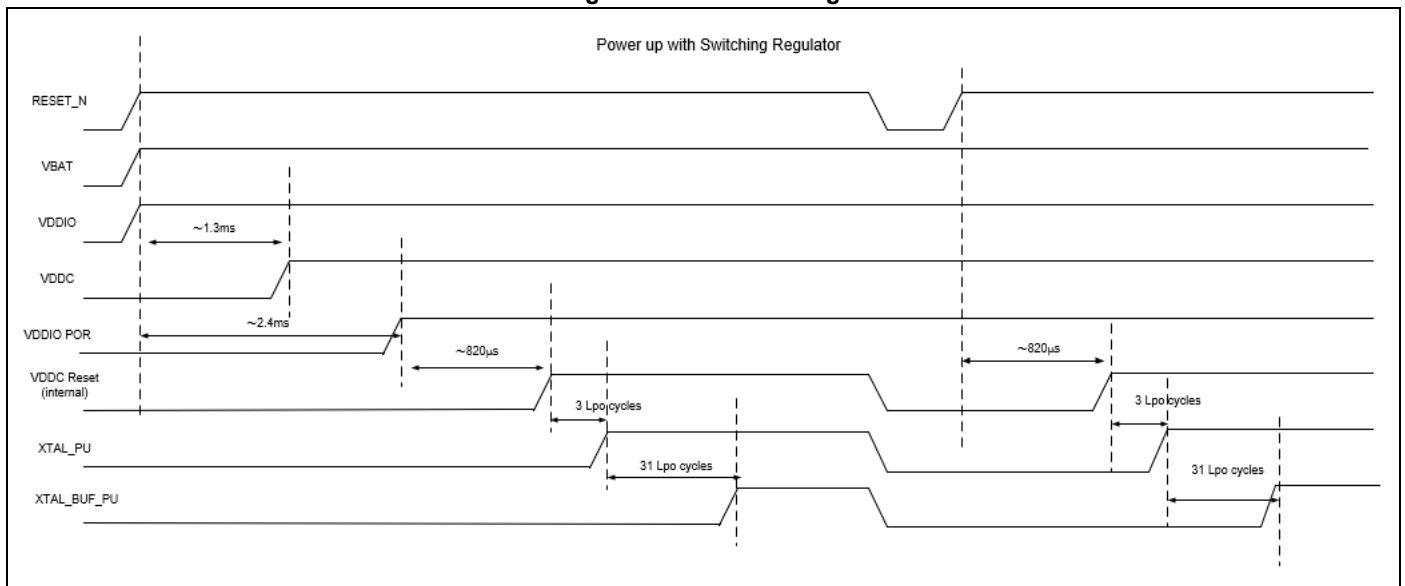 Power up with Switching Regulator
RESET_N
VBAT
VDDIO
~1.3ms
VDDC
~2.4ms
VDDIO POR
~820µs
~820µs
VDDC Reset
(internal)
3 Lpo cycles
3 Lpo cycles
XTAL_PU
31 Lpo cycles
31 Lpo cycles
XTAL_BUF_PU